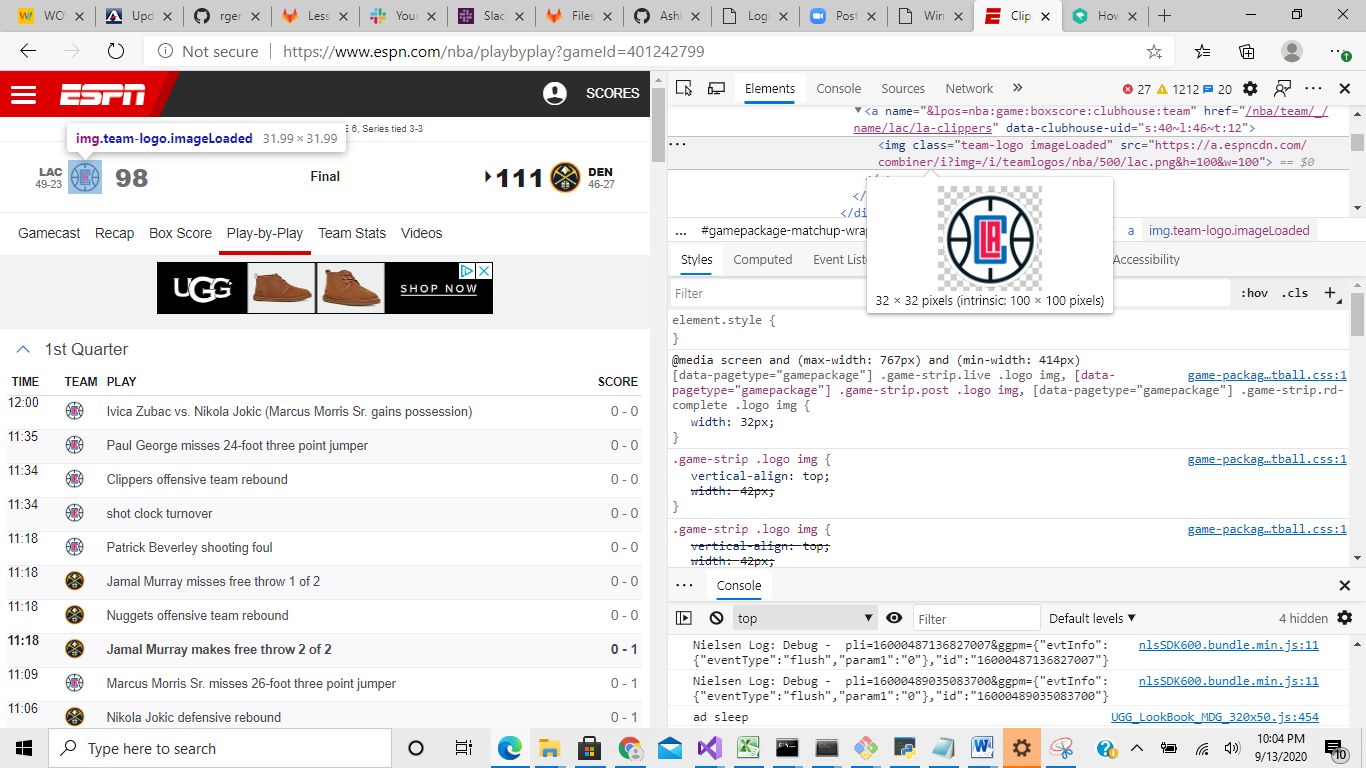 WO
Upd
rger
Less
Your
Slac
Files
Ashl
Logi
Post
Win
Clip
How
Not secure
https://www.espn.com/nba/playbyplay?gameId=401242799
ESPN
SCORES
E 6, Series tied 3-3
img.team-logo.imageLoaded 31.99 × 31.99
LAC
49-23
98
Final
111
DEN
46-27
Gamecast Recap Box Score Play-by-Play Team Stats Videos
UGG
SHOP NOW
1st Quarter
TIME TEAM PLAY SCORE
12:00 Ivica Zubac vs. Nikola Jokic (Marcus Morris Sr. gains possession) 0 - 0
11:35 Paul George misses 24-foot three point jumper 0 - 0
11:34 Clippers offensive team rebound 0 - 0
11:34 shot clock turnover 0 - 0
11:18 Patrick Beverley shooting foul 0 - 0
11:18 Jamal Murray misses free throw 1 of 2 0 - 0
11:18 Nuggets offensive team rebound 0 - 0
11:18 Jamal Murray makes free throw 2 of 2 0 - 1
11:09 Marcus Morris Sr. misses 26-foot three point jumper 0 - 1
11:06 Nikola Jokic defensive rebound 0 - 1
Elements Console Sources Network » 27 1212 20
<a name="&lpos=nba:game:boxscore:clubhouse:team" href="/nba/team/_/
name/lac/la-clippers" data-clubhouse-uid="s:40~l:46~t:12">
<img class="team-logo imageLoaded" src="https://a.espncdn.com/
combiner/i?img=/i/teamlogos/nba/500/lac.png&h=100&w=100"> == $0
</
</di
LA
32 × 32 pixels (intrinsic: 100 × 100 pixels)
... #gamepackage-matchup-wrap a img.team-logo.imageLoaded
Styles Computed Event Liste Accessibility
Filter :hov .cls +
element.style {
}
@media screen and (max-width: 767px) and (min-width: 414px)
[data-pagetype="gamepackage"] .game-strip.live .logo img, [data- game-packag…tball.css:1
pagetype="gamepackage"] .game-strip.post .logo img, [data-pagetype="gamepackage"] .game-strip.rd-
complete .logo img {
width: 32px;
}
.game-strip .logo img { game-packag…tball.css:1
vertical-align: top;
width: 42px;
}
.game-strip .logo img { game-packag…tball.css:1
vertical-align: top;
width: 42px;
Console
top Filter Default levels 4 hidden
Nielsen Log: Debug - pli=16000487136827007&ggpm={"evtInfo": nlsSDK600.bundle.min.js:11
{"eventType":"flush","param1":"0"},"id":"16000487136827007"}
Nielsen Log: Debug - pli=16000489035083700&ggpm={"evtInfo": nlsSDK600.bundle.min.js:11
{"eventType":"flush","param1":"0"},"id":"16000489035083700"}
ad sleep UGG_LookBook_MDG_320x50.js:454
Type here to search
10:04 PM
9/13/2020
10